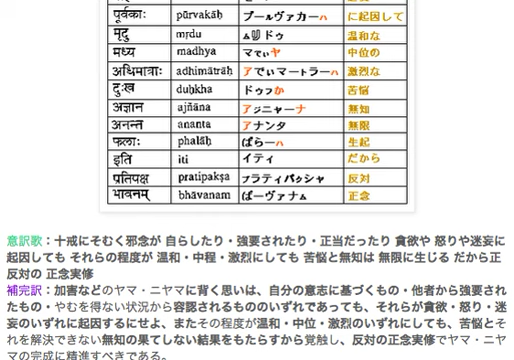 पूर्वकाः pūrvakāḥ プールヴァカーハ に起因して
मृदु mṛdu ドゥ 温和な
मध्य madhya マでぃヤ 中位の
अधिमात्राः adhimātrāḥ アでぃマートラーハ 激烈な
दुःख duḥkha ドゥフか 苦悩
अज्ञान ajñāna アジニャーナ 無知
अनन्त ananta アナンタ 無限
फलाः phalāḥ ぱらーハ 生起
इति iti イティ だから
प्रतिपक्ष pratipakṣa プラティパクシャ 反対
भावनम् bhāvanam ばーヴァナム 正念
意訳歌：十戒にそむく邪念が 自らしたり・強要されたり・正当だったり 貪欲や 怒りや迷妄に
起因しても それらの程度が 温和・中程・激烈にしても 苦悩と無知は 無限に生じる だから正
反対の 正念実修
補完訳：加害などのヤマ・ニヤマに背く思いは、自分の意志に基づくもの・他者から強要され
たもの・やむを得ない状況から容認されるもののいずれであっても、それらが貪欲・怒り・迷
妄のいずれに起因するにせよ、またその程度が温和・中位・激烈のいずれにしても、苦悩とそ
れを解決できない無知の果てしない結果をもたらすから覚触し、反対の正念実修でヤマ・ニヤ
マの完成に精進すべきである。